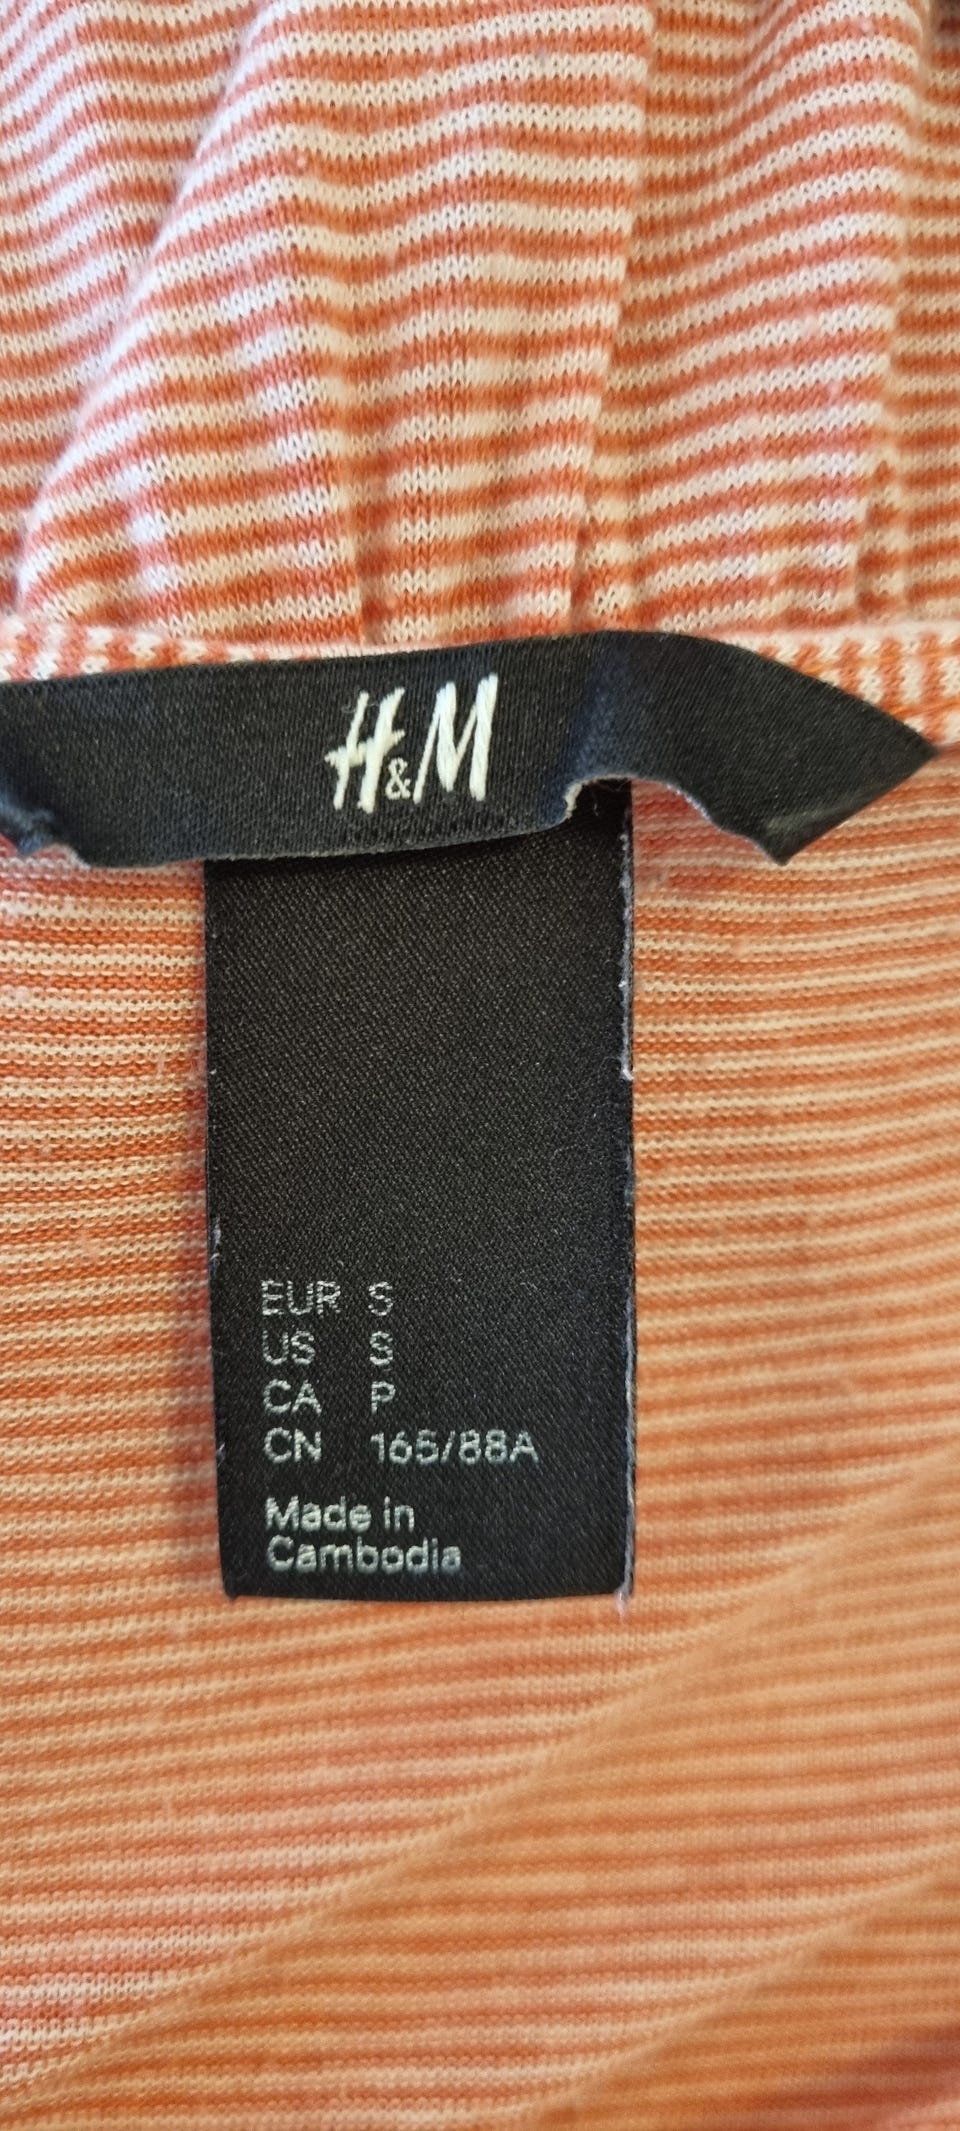 H&M
EUR S
US S
CA P
CN 165/88A
Made in
Cambodia